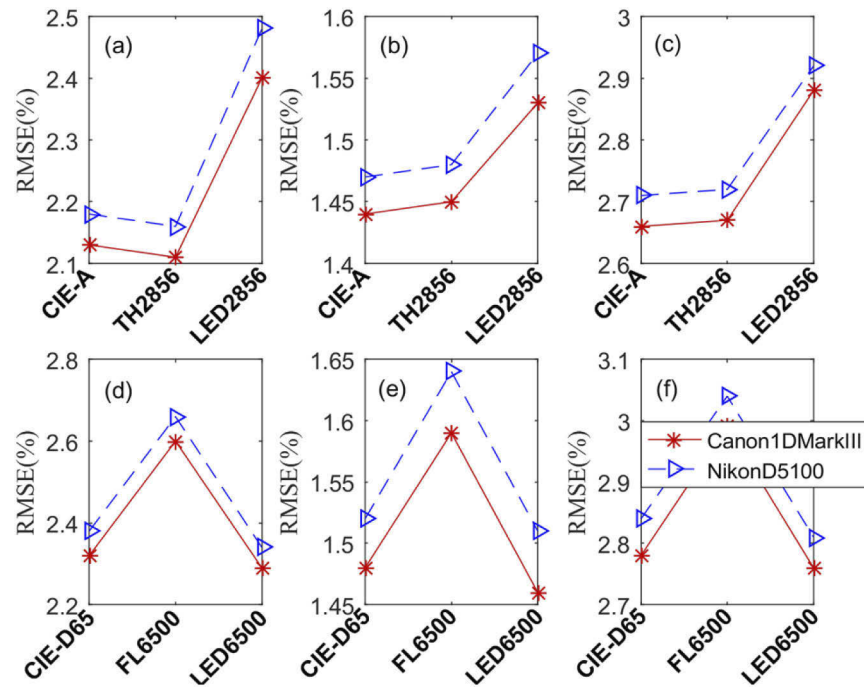 (a)
RMSE(%)
2.5
2.4
2.3
2.2
2.1
CIE-A
TH2856
LED2856
(b)
RMSE(%)
1.6
1.55
1.5
1.45
1.4
CIE-A
TH2856
LED2856
(c)
RMSE(%)
3
2.9
2.8
2.7
2.6
CIE-A
TH2856
LED2856
(d)
RMSE(%)
2.8
2.6
2.4
2.2
CIE-D65
FL6500
LED6500
(e)
RMSE(%)
1.65
1.6
1.55
1.5
1.45
CIE-D65
FL6500
LED6500
(f)
RMSE(%)
3.1
3
2.9
2.8
2.7
CIE-D65
FL6500
LED6500
Canon1DMarkIII
NikonD5100